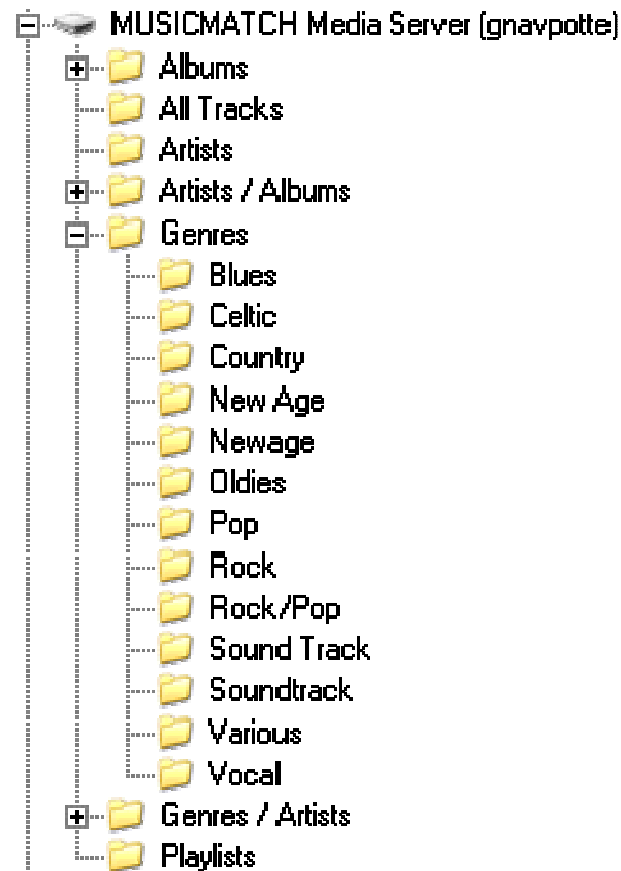 MUSICMATCH Media Server (gnavpotte)
Albums
All Tracks
Artists
Artists / Albums
Genres
Blues
Celtic
Country
New Age
Newage
Oldies
Pop
Rock
Rock/Pop
Sound Track
Soundtrack
Various
Vocal
Genres / Artists
Playlists